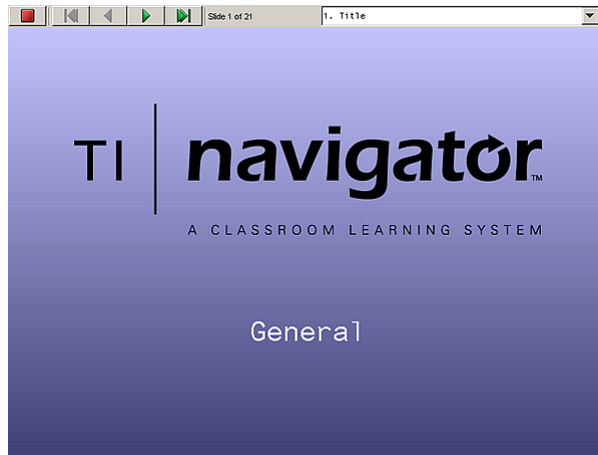 Slide 1 of 21
1. Title
TI navigator™
A CLASSROOM LEARNING SYSTEM
General